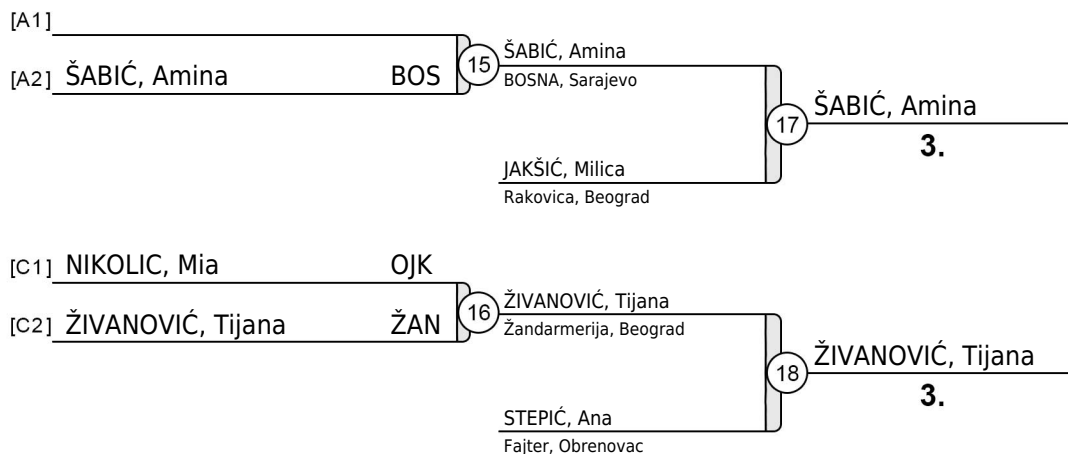 [A1]
[A2] ŠABIĆ, Amina BOS
15
ŠABIĆ, Amina
BOSNA, Sarajevo
17
ŠABIĆ, Amina
3.
JAKŠIĆ, Milica
Rakovica, Beograd
[C1] NIKOLIC, Mia OJK
[C2] ŽIVANOVIĆ, Tijana ŽAN
16
ŽIVANOVIĆ, Tijana
Žandarmerija, Beograd
18
ŽIVANOVIĆ, Tijana
3.
STEPIĆ, Ana
Fajter, Obrenovac